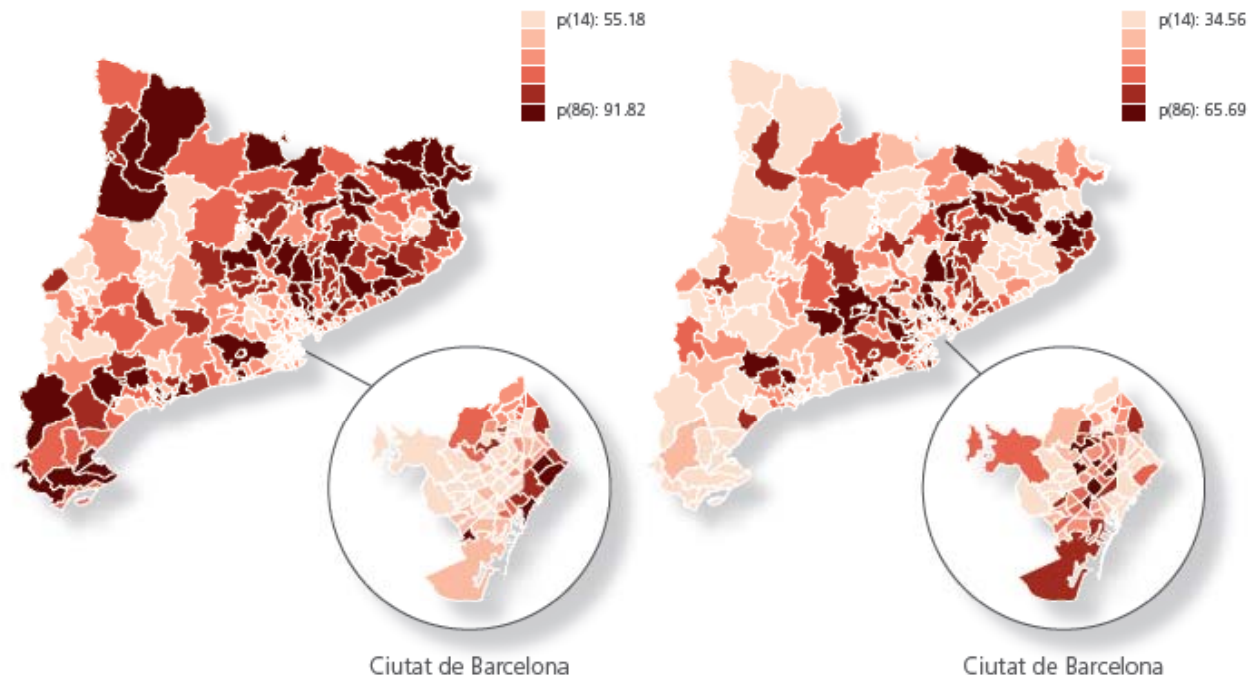 p(14): 55.18
p(86): 91.82
p(14): 34.56
p(86): 65.69
Ciutat de Barcelona
Ciutat de Barcelona